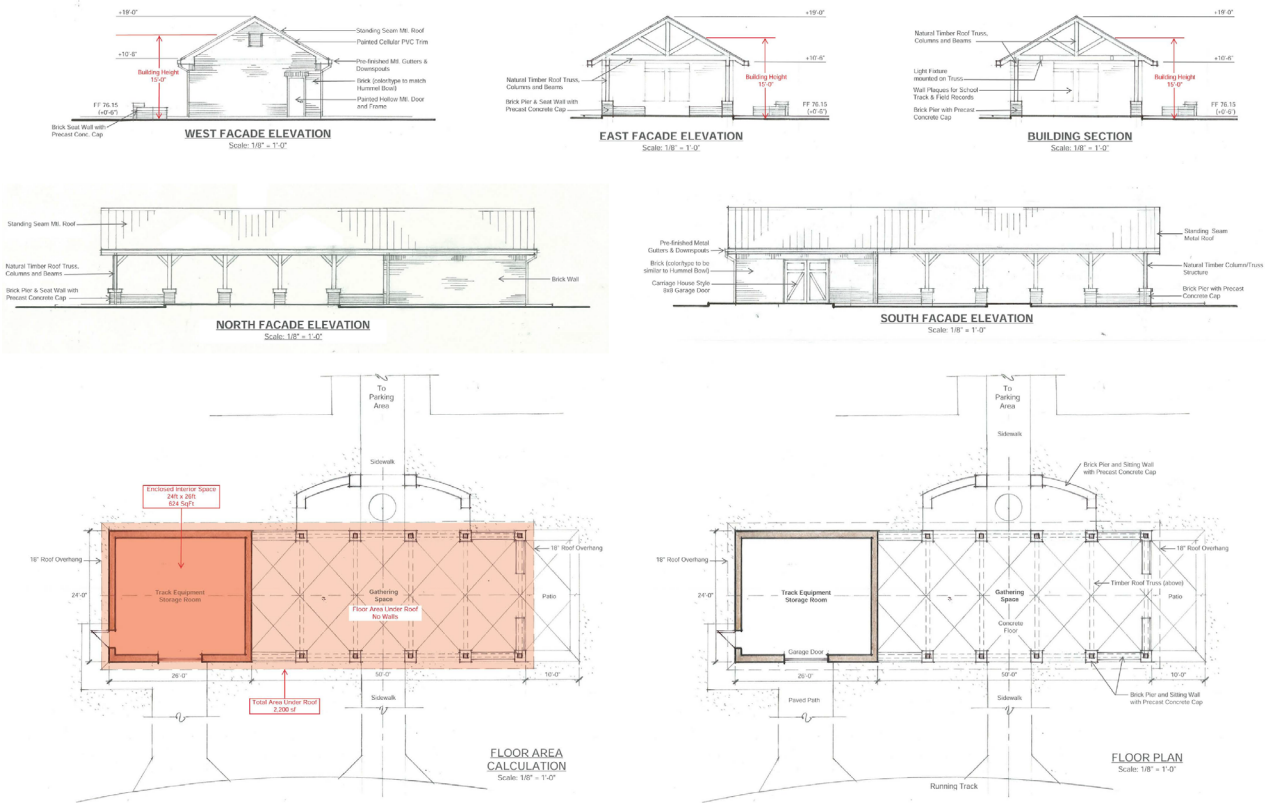 +19'-0"
Standing Seam Mtl. Roof
Painted Cellular PVC Trim
+10'-6"
Pre-finished Mtl. Gutters &
Downspouts
Building Height
15'-0"
Brick (color/type to match
Hummel Bowl)
Painted Hollow Mtl. Door
and Frame
FF 76.15
(+0'-6")
Brick Seat Wall with
Precast Conc. Cap
WEST FACADE ELEVATION
Scale: 1/8" = 1'-0"
+19'-0"
+10'-6"
Natural Timber Roof Truss,
Columns and Beams
Building Height
15'-0"
Brick Pier & Seat Wall with
Precast Concrete Cap
FF 76.15
(+0'-6")
EAST FACADE ELEVATION
Scale: 1/8" = 1'-0"
+19'-0"
Natural Timber Roof Truss,
Columns and Beams
+10'-6"
Light Fixture
mounted on Truss
Building Height
15'-0"
Wall Plaques for School
Track & Field Records
Brick Pier with Precast
Concrete Cap
FF 76.15
(+0'-6")
BUILDING SECTION
Scale: 1/8" = 1'-0"
Standing Seam Mtl. Roof
Natural Timber Roof Truss,
Columns and Beams
Brick Pier & Seat Wall with
Precast Concrete Cap
Brick Wall
NORTH FACADE ELEVATION
Scale: 1/8" = 1'-0"
Pre-finished Metal
Gutters & Downspouts
Brick (color/type to be
similar to Hummel Bowl)
Carriage House Style
8x8 Garage Door
Standing Seam
Metal Roof
Natural Timber Column/Truss
Structure
Brick Pier with Precast
Concrete Cap
SOUTH FACADE ELEVATION
Scale: 1/8" = 1'-0"
To
Parking
Area
Sidewalk
Enclosed Interior Space
24ft x 26ft
624 SqFt
18" Roof Overhang
18" Roof Overhang
24'-0"
Track Equipment
Storage Room
Gathering
Space
Floor Area Under Roof
No Walls
Patio
26'-0"
50'-0"
10'-0"
Total Area Under Roof
2,200 sf
Sidewalk
FLOOR AREA
CALCULATION
Scale: 1/8" = 1'-0"
To
Parking
Area
Sidewalk
Brick Pier and Sitting Wall
with Precast Concrete Cap
18" Roof Overhang
18" Roof Overhang
24'-0"
Track Equipment
Storage Room
Gathering
Space
Timber Roof Truss (above)
Patio
Concrete
Floor
Garage Door
26'-0"
50'-0"
10'-0"
Paved Path
Sidewalk
Brick Pier and Sitting Wall
with Precast Concrete Cap
FLOOR PLAN
Scale: 1/8" = 1'-0"
Running Track